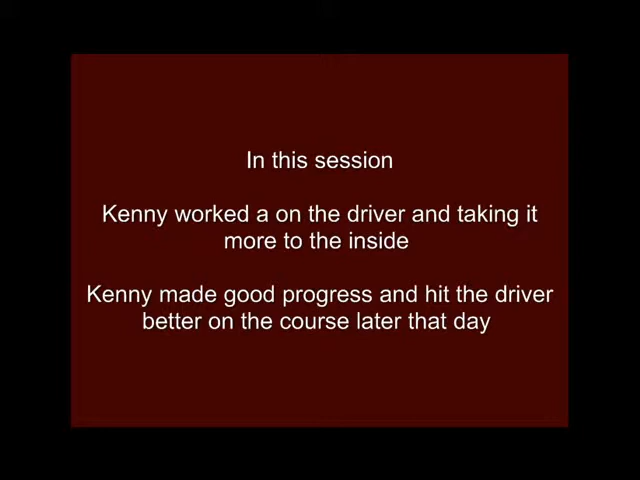 In this session
Kenny worked a on the driver and taking it
more to the inside
Kenny made good progress and hit the driver
better on the course later that day